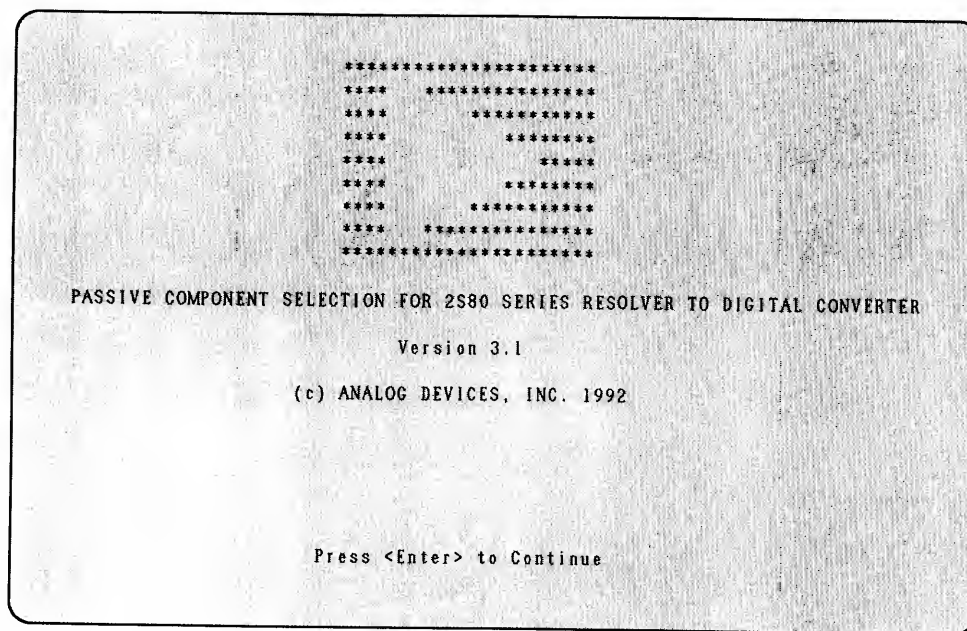 **********************
****   ***************
****       ***********
****          ********
****             *****
****          ********
****       ***********
****   ***************
**********************
PASSIVE COMPONENT SELECTION FOR 2S80 SERIES RESOLVER TO DIGITAL CONVERTER
Version 3.1
(c) ANALOG DEVICES, INC. 1992
Press <Enter> to Continue